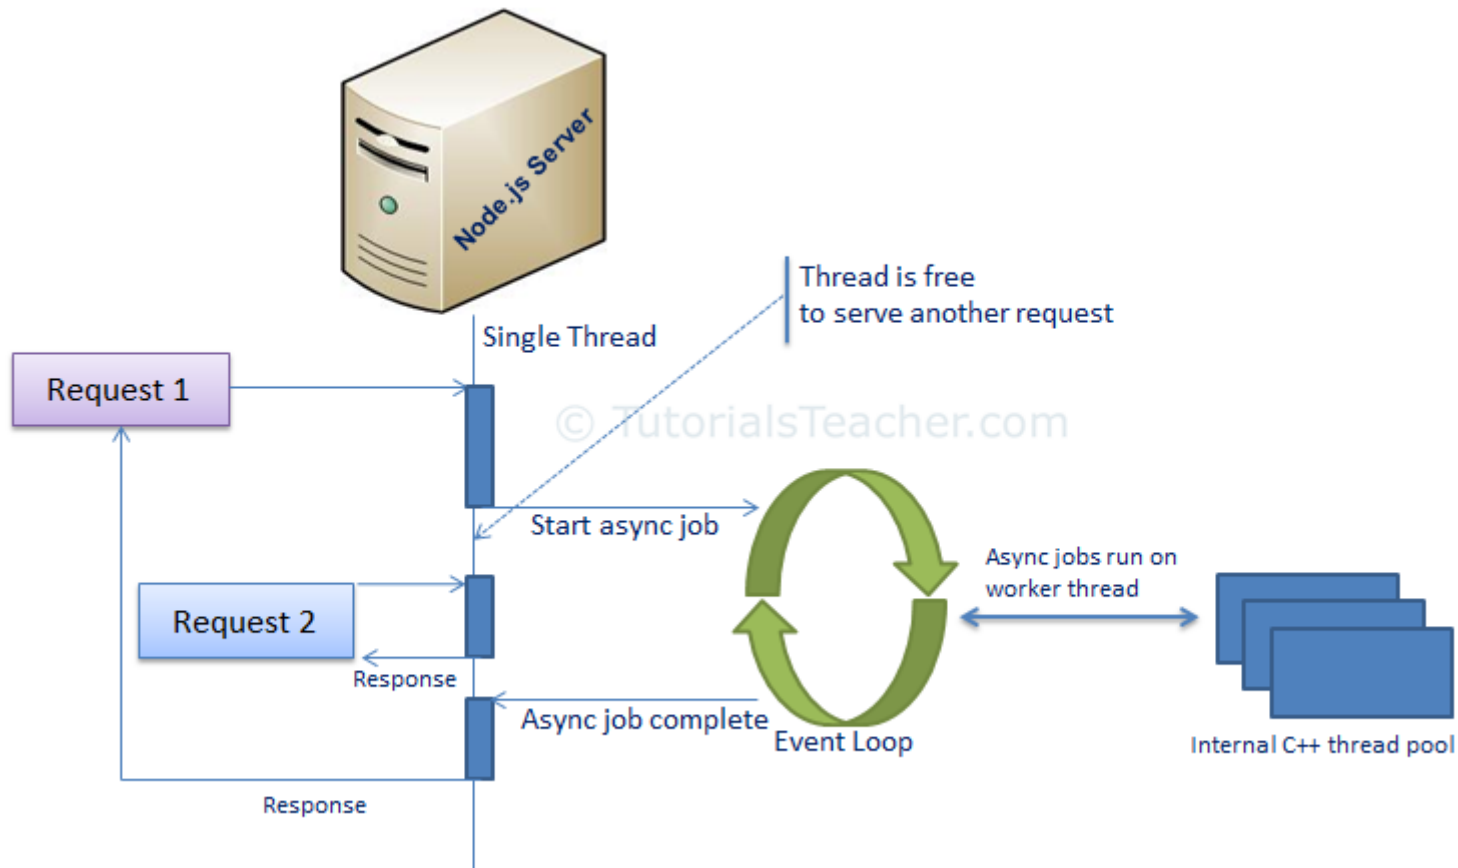 Node.js Server
Thread is free
to serve another request
Single Thread
Request 1
© TutorialsTeacher.com
Start async job
Async jobs run on
worker thread
Request 2
Response
Async job complete
Event Loop
Internal C++ thread pool
Response